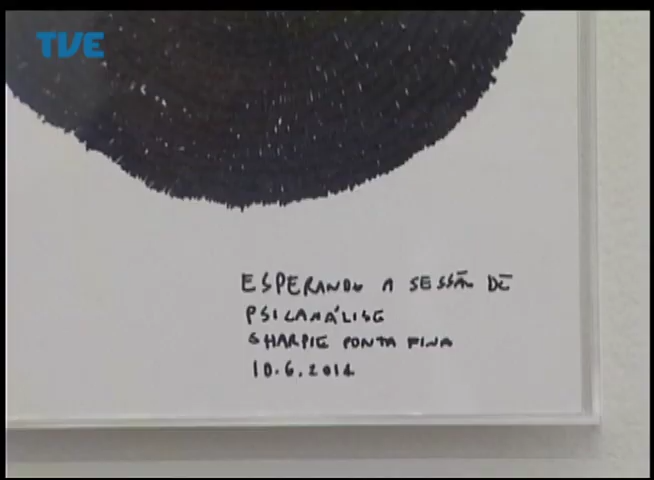 TVE
ESPERANDO A SESSÃO DE
PSICANÁLISE
SHARPIE PONTA FINA
10.6.2014